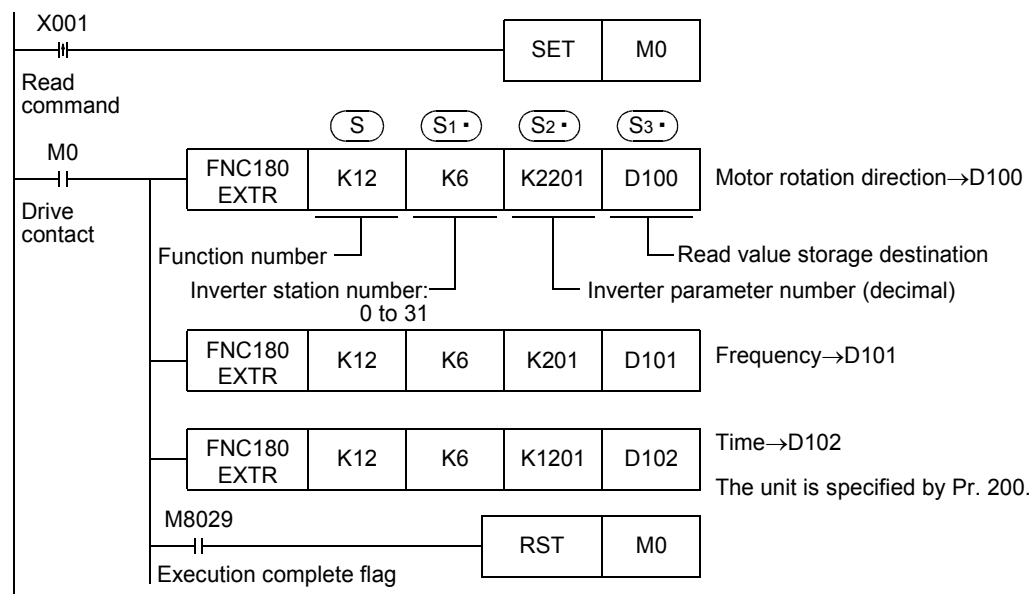 X001
SET M0
Read
command
S S1・ S2・ S3・
M0
FNC180
EXTR
K12 K6 K2201 D100
Motor rotation direction→D100
Drive
contact
Function number
Read value storage destination
Inverter station number:
0 to 31
Inverter parameter number (decimal)
FNC180
EXTR
K12 K6 K201 D101
Frequency→D101
FNC180
EXTR
K12 K6 K1201 D102
Time→D102
The unit is specified by Pr. 200.
M8029
RST M0
Execution complete flag